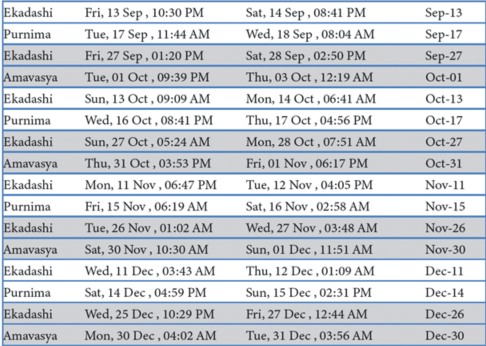 Ekadashi Fri, 13 Sep , 10:30 PM Sat, 14 Sep , 08:41 PM Sep-13
Purnima Tue, 17 Sep , 11:44 AM Wed, 18 Sep , 08:04 AM Sep-17
Ekadashi Fri, 27 Sep , 01:20 PM Sat, 28 Sep , 02:50 PM Sep-27
Amavasya Tue, 01 Oct , 09:39 PM Thu, 03 Oct , 12:19 AM Oct-01
Ekadashi Sun, 13 Oct , 09:09 AM Mon, 14 Oct , 06:41 AM Oct-13
Purnima Wed, 16 Oct , 08:41 PM Thu, 17 Oct , 04:56 PM Oct-17
Ekadashi Sun, 27 Oct , 05:24 AM Mon, 28 Oct , 07:51 AM Oct-27
Amavasya Thu, 31 Oct , 03:53 PM Fri, 01 Nov , 06:17 PM Oct-31
Ekadashi Mon, 11 Nov , 06:47 PM Tue, 12 Nov , 04:05 PM Nov-11
Purnima Fri, 15 Nov , 06:19 AM Sat, 16 Nov , 02:58 AM Nov-15
Ekadashi Tue, 26 Nov , 01:02 AM Wed, 27 Nov , 03:48 AM Nov-26
Amavasya Sat, 30 Nov , 10:30 AM Sun, 01 Dec , 11:51 AM Nov-30
Ekadashi Wed, 11 Dec , 03:43 AM Thu, 12 Dec , 01:09 AM Dec-11
Purnima Sat, 14 Dec , 04:59 PM Sun, 15 Dec , 02:31 PM Dec-14
Ekadashi Wed, 25 Dec , 10:29 PM Fri, 27 Dec , 12:44 AM Dec-26
Amavasya Mon, 30 Dec , 04:02 AM Tue, 31 Dec , 03:56 AM Dec-30